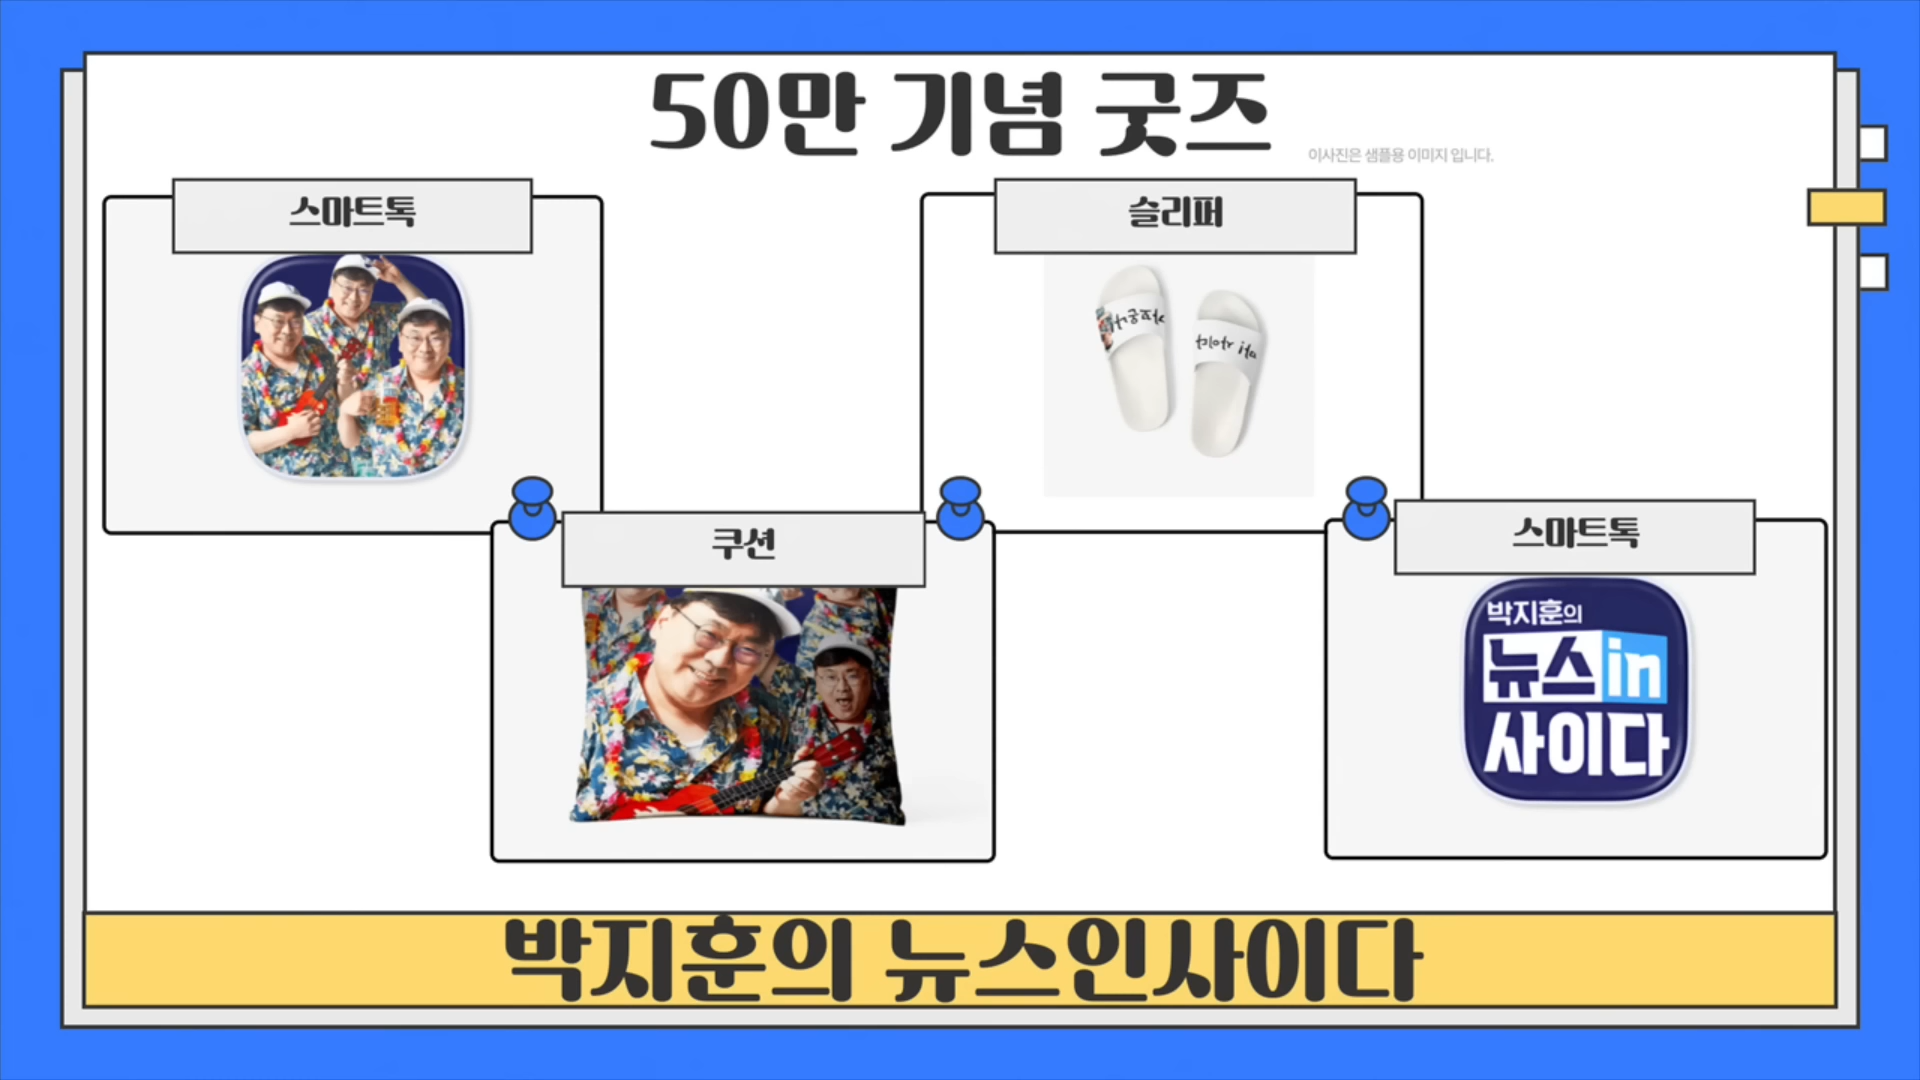 50만 기념 굿즈
이사진은 샘플용 이미지 입니다.
스마트톡
슬리퍼
쿠션
스마트톡
박지훈의
뉴스in
사이다
박지훈의 뉴스인사이다